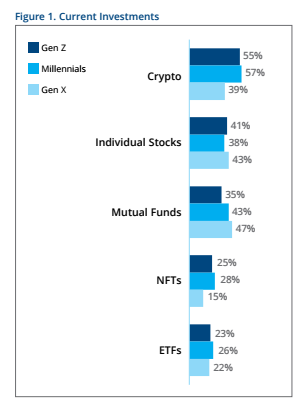 Figure 1. Current Investments
Gen Z
Millennials
Gen X
Crypto
55%
57%
39%
Individual Stocks
41%
38%
43%
Mutual Funds
35%
43%
47%
NFTs
25%
28%
15%
ETFs
23%
26%
22%